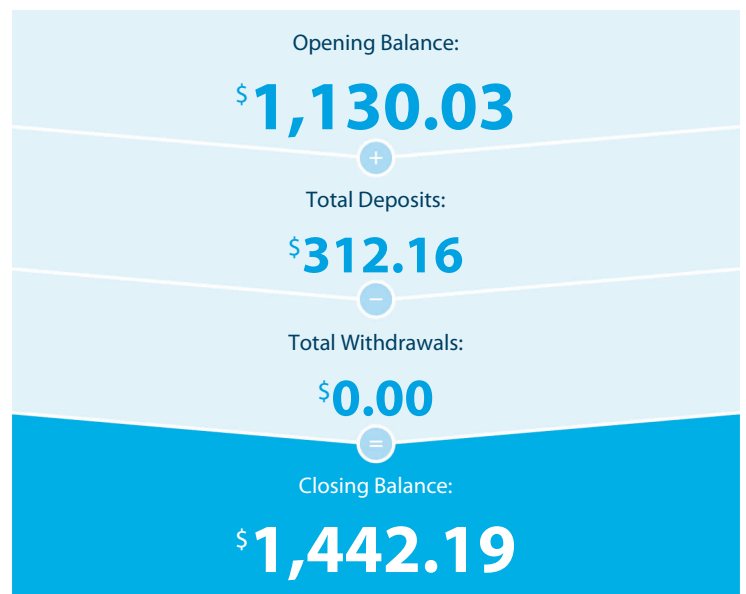 Opening Balance:
$1,130.03
+
Total Deposits:
$312.16
−
Total Withdrawals:
$0.00
=
Closing Balance:
$1,442.19